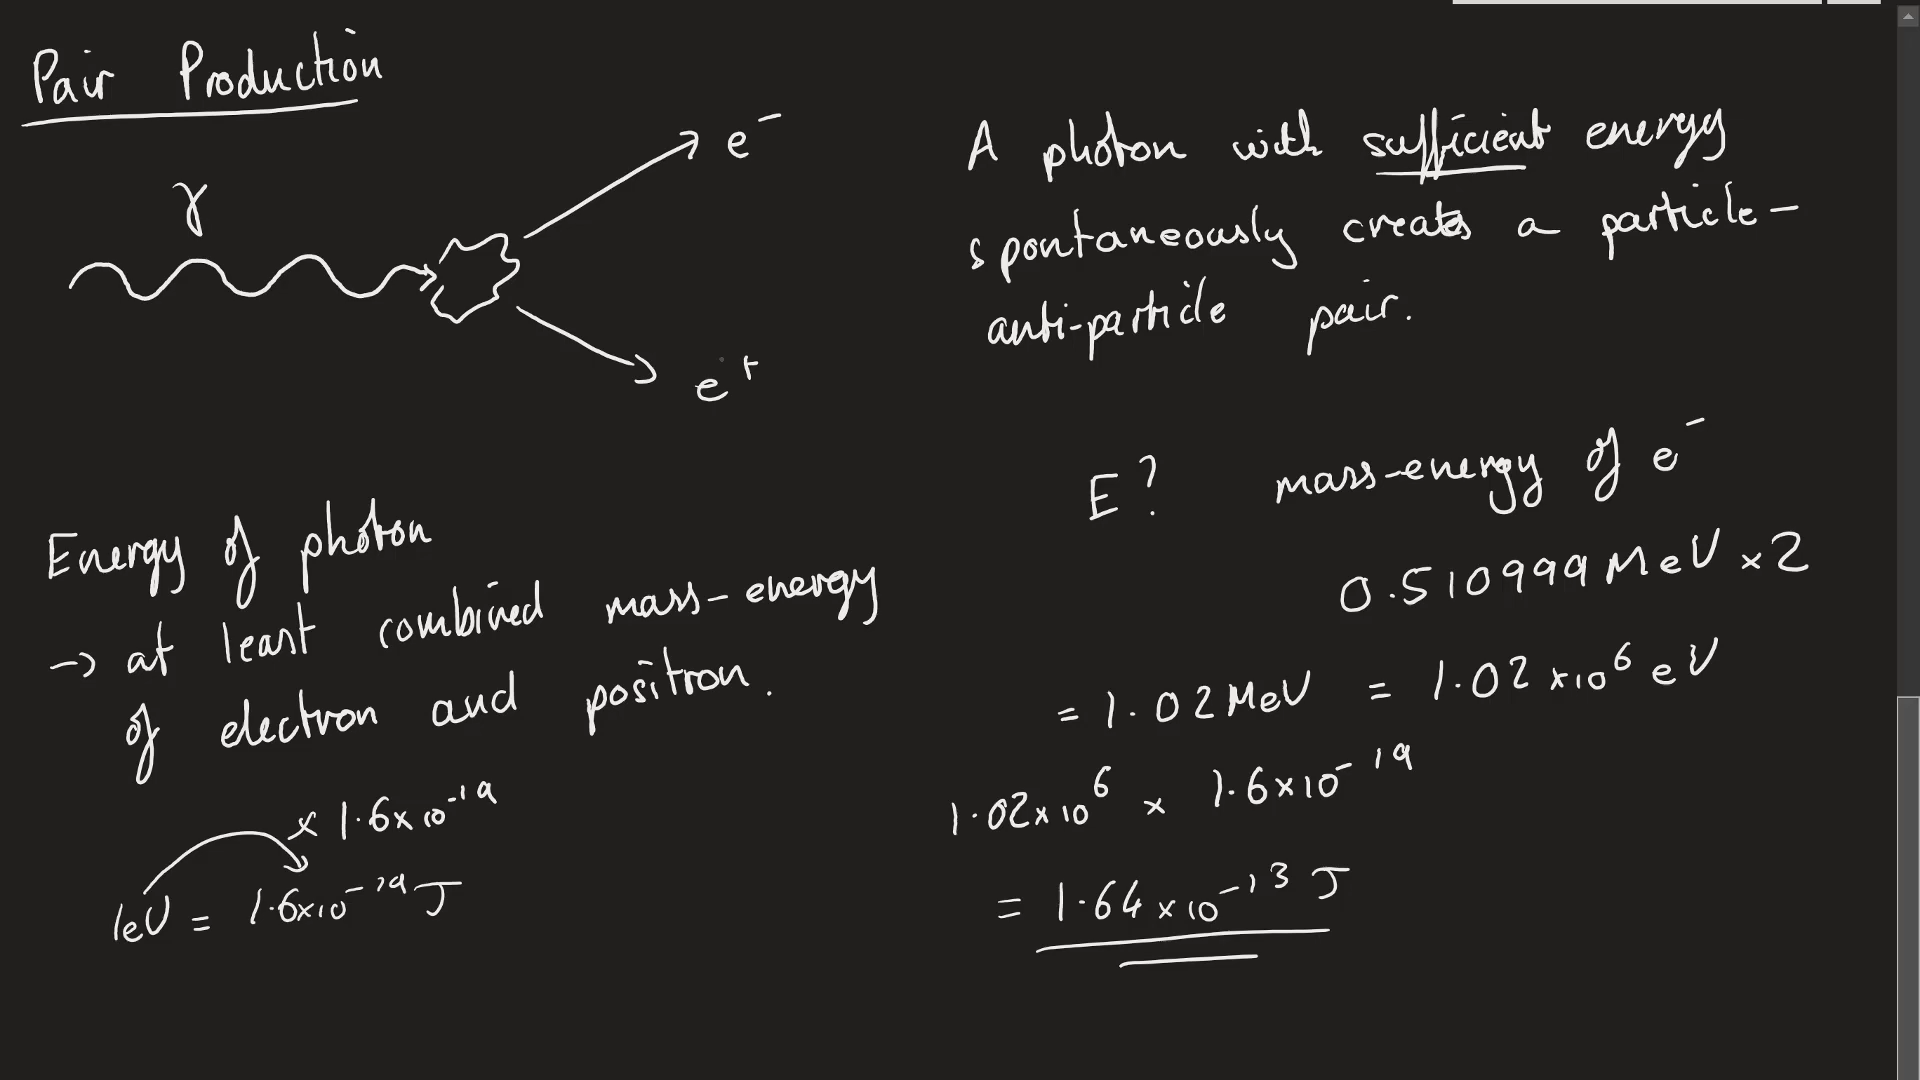 Pair Production
γ
e⁻
e⁺
A photon with sufficient energy
spontaneously creates a particle-
anti-particle pair.
Energy of photon
→ at least combined mass-energy
of electron and positron.
× 1.6×10⁻¹⁹
1eV = 1.6×10⁻¹⁹ J
E? mass-energy of e⁻
0.510999 MeV × 2
= 1.02 MeV = 1.02 ×10⁶ eV
1.02×10⁶ × 1.6×10⁻¹⁹
= 1.64 ×10⁻¹³ J